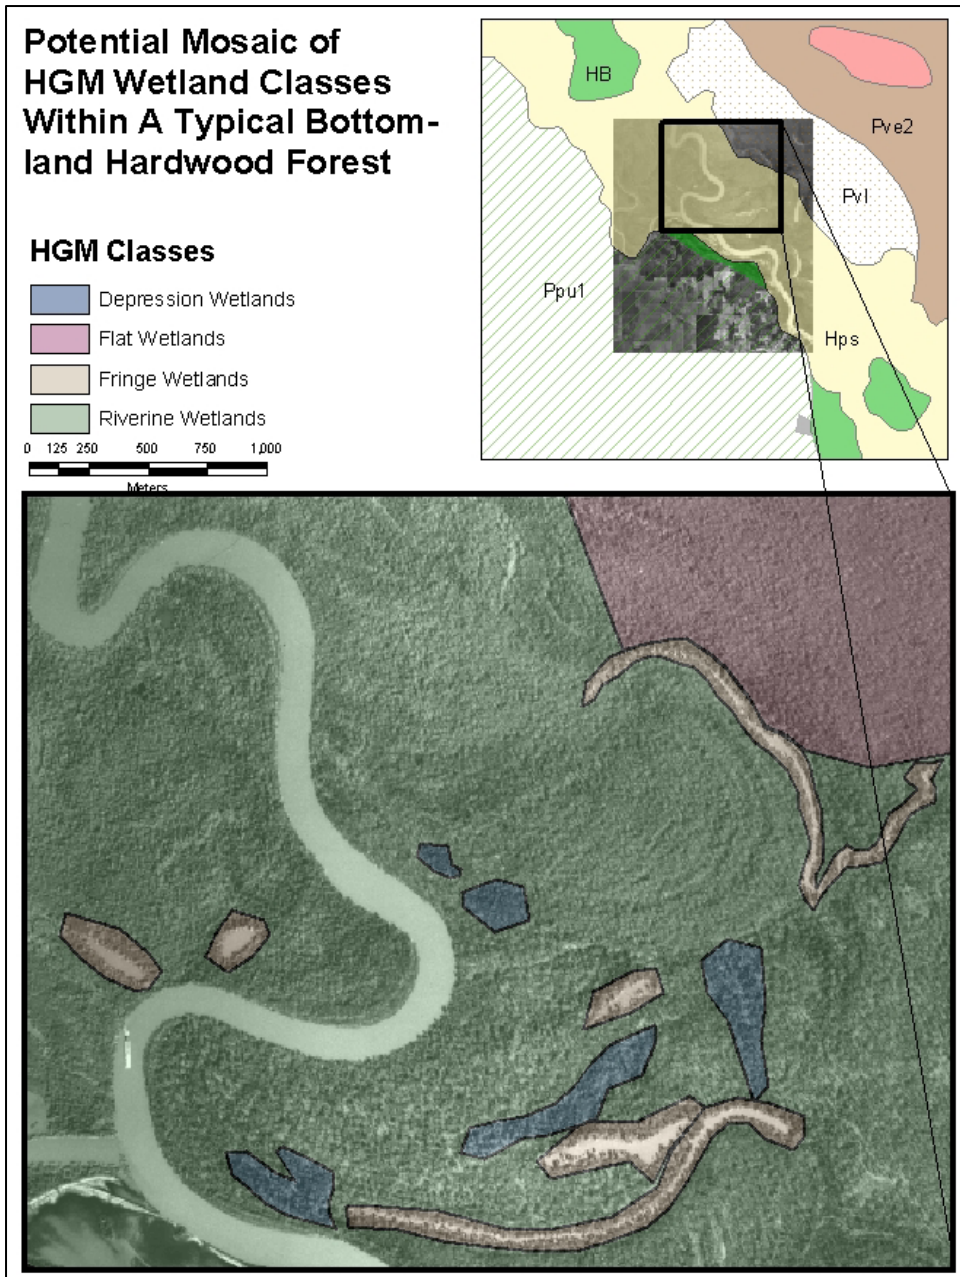 Potential Mosaic of
HGM Wetland Classes
Within A Typical Bottom-
land Hardwood Forest
HGM Classes
Depression Wetlands
Flat Wetlands
Fringe Wetlands
Riverine Wetlands
0 125 250 500 750 1,000
Meters
HB
Pve2
Pvl
Ppu1
Hps